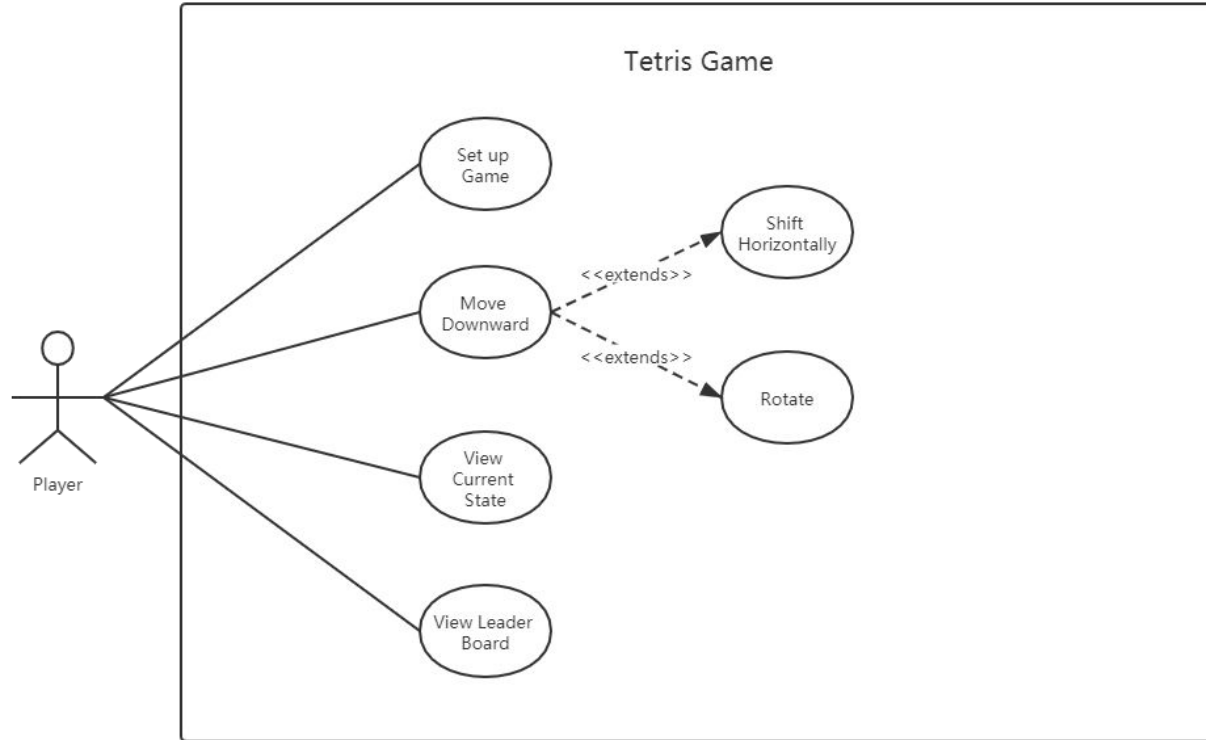 Tetris Game
Set up
Game
Shift
Horizontally
<<extends>>
Move
Downward
<<extends>>
Rotate
Player
View
Current
State
View Leader
Board